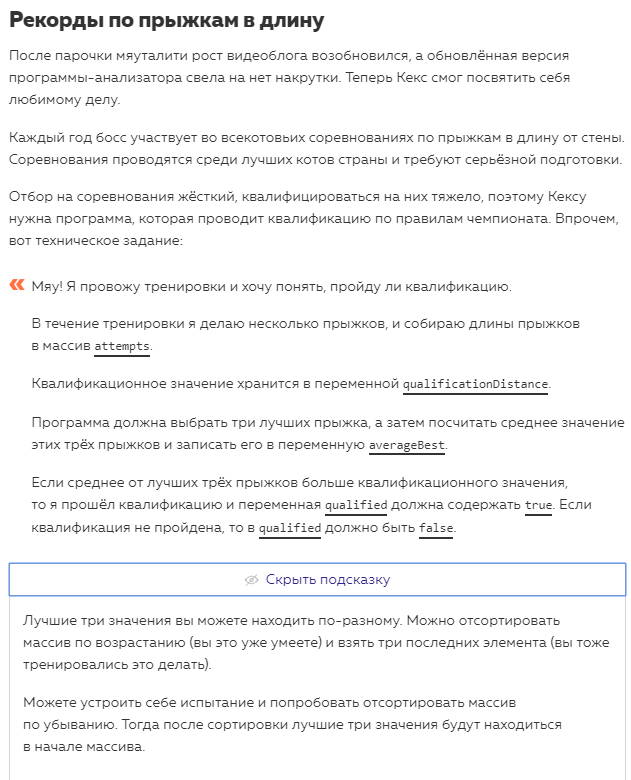 Рекорды по прыжкам в длину
После парочки мяуталити рост видеоблога возобновился, а обновлённая версия
программы-анализатора свела на нет накрутки. Теперь Кекс смог посвятить себя
любимому делу.
Каждый год босс участвует во всекотовьих соревнованиях по прыжкам в длину от стены.
Соревнования проводятся среди лучших котов страны и требуют серьёзной подготовки.
Отбор на соревнования жёсткий, квалифицироваться на них тяжело, поэтому Кексу
нужна программа, которая проводит квалификацию по правилам чемпионата. Впрочем,
вот техническое задание:
« Мяу! Я провожу тренировки и хочу понять, пройду ли квалификацию.
В течение тренировки я делаю несколько прыжков, и собираю длины прыжков
в массив attempts.
Квалификационное значение хранится в переменной qualificationDistance.
Программа должна выбрать три лучших прыжка, а затем посчитать среднее значение
этих трёх прыжков и записать его в переменную averageBest.
Если среднее от лучших трёх прыжков больше квалификационного значения,
то я прошёл квалификацию и переменная qualified должна содержать true. Если
квалификация не пройдена, то в qualified должно быть false.
Скрыть подсказку
Лучшие три значения вы можете находить по-разному. Можно отсортировать
массив по возрастанию (вы это уже умеете) и взять три последних элемента (вы тоже
тренировались это делать).
Можете устроить себе испытание и попробовать отсортировать массив
по убыванию. Тогда после сортировки лучшие три значения будут находиться
в начале массива.